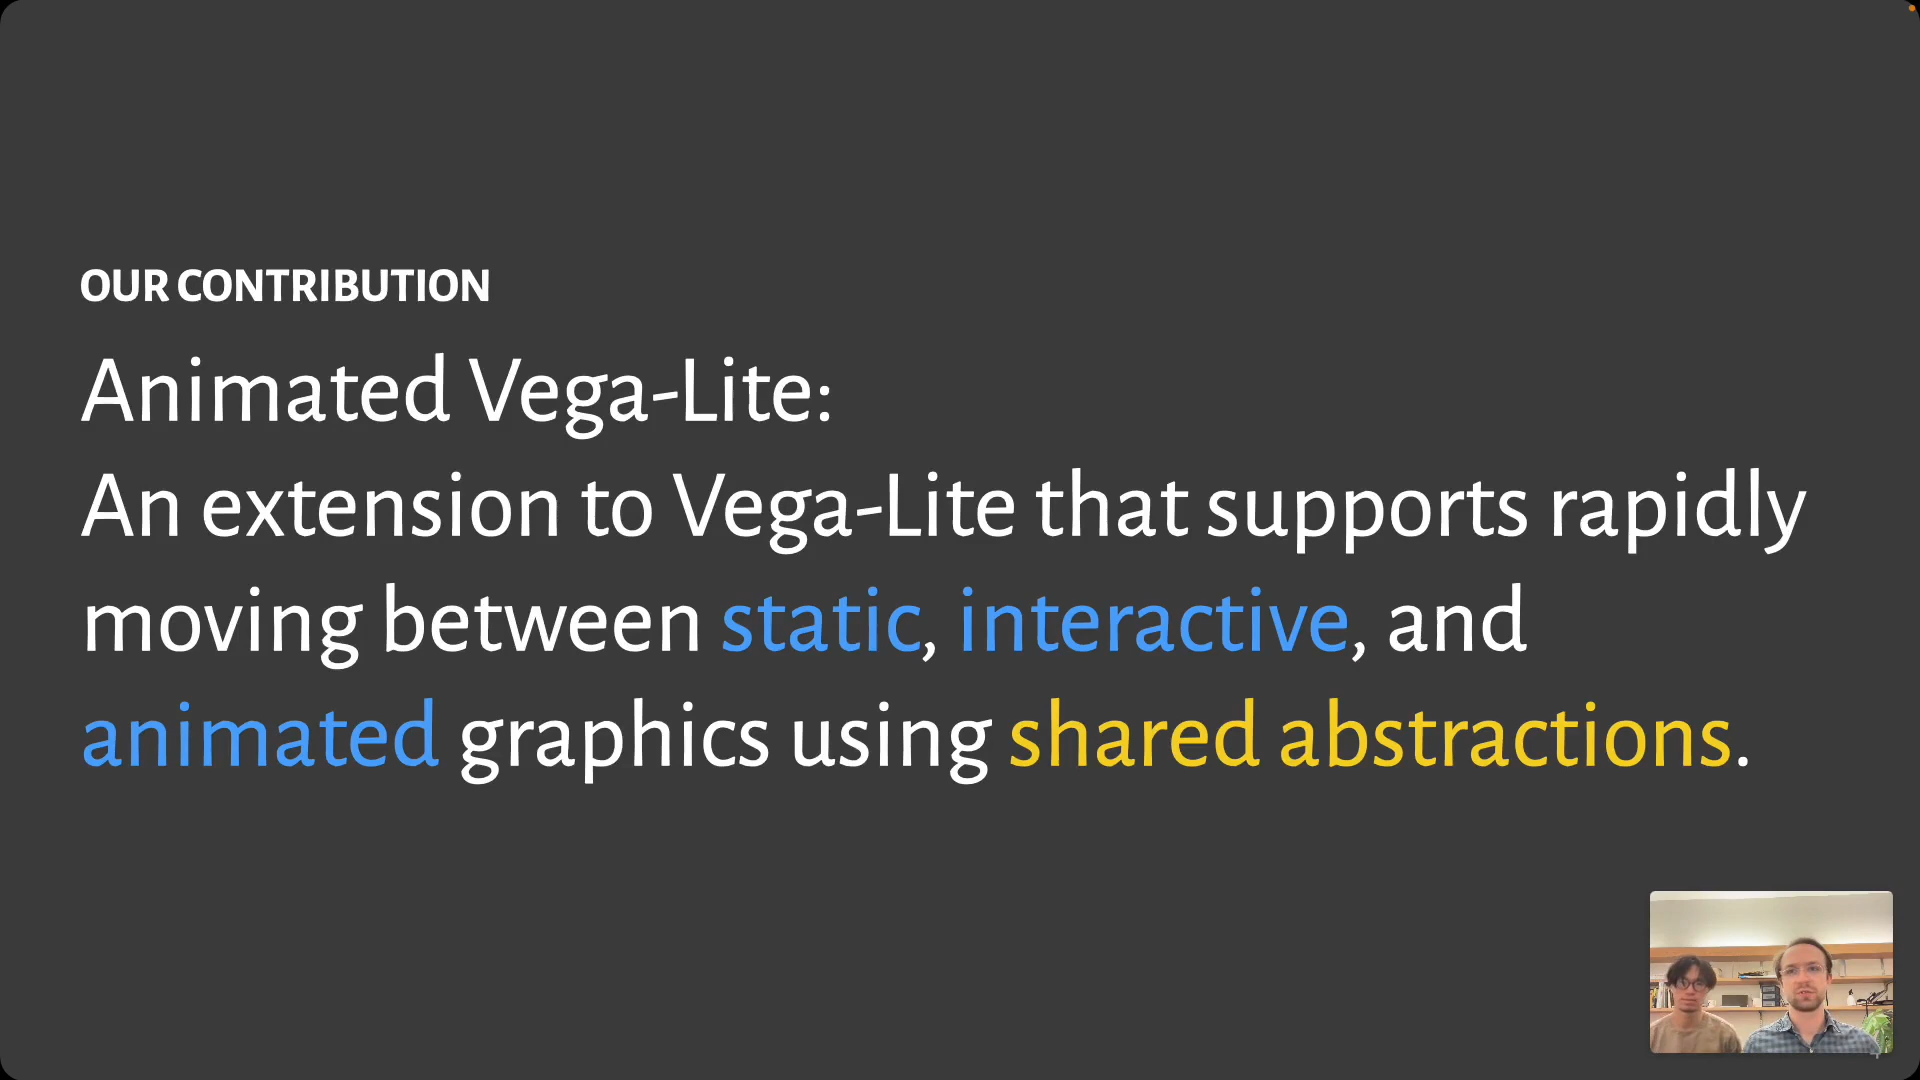 OUR CONTRIBUTION
Animated Vega-Lite:
An extension to Vega-Lite that supports rapidly
moving between static, interactive, and
animated graphics using shared abstractions.